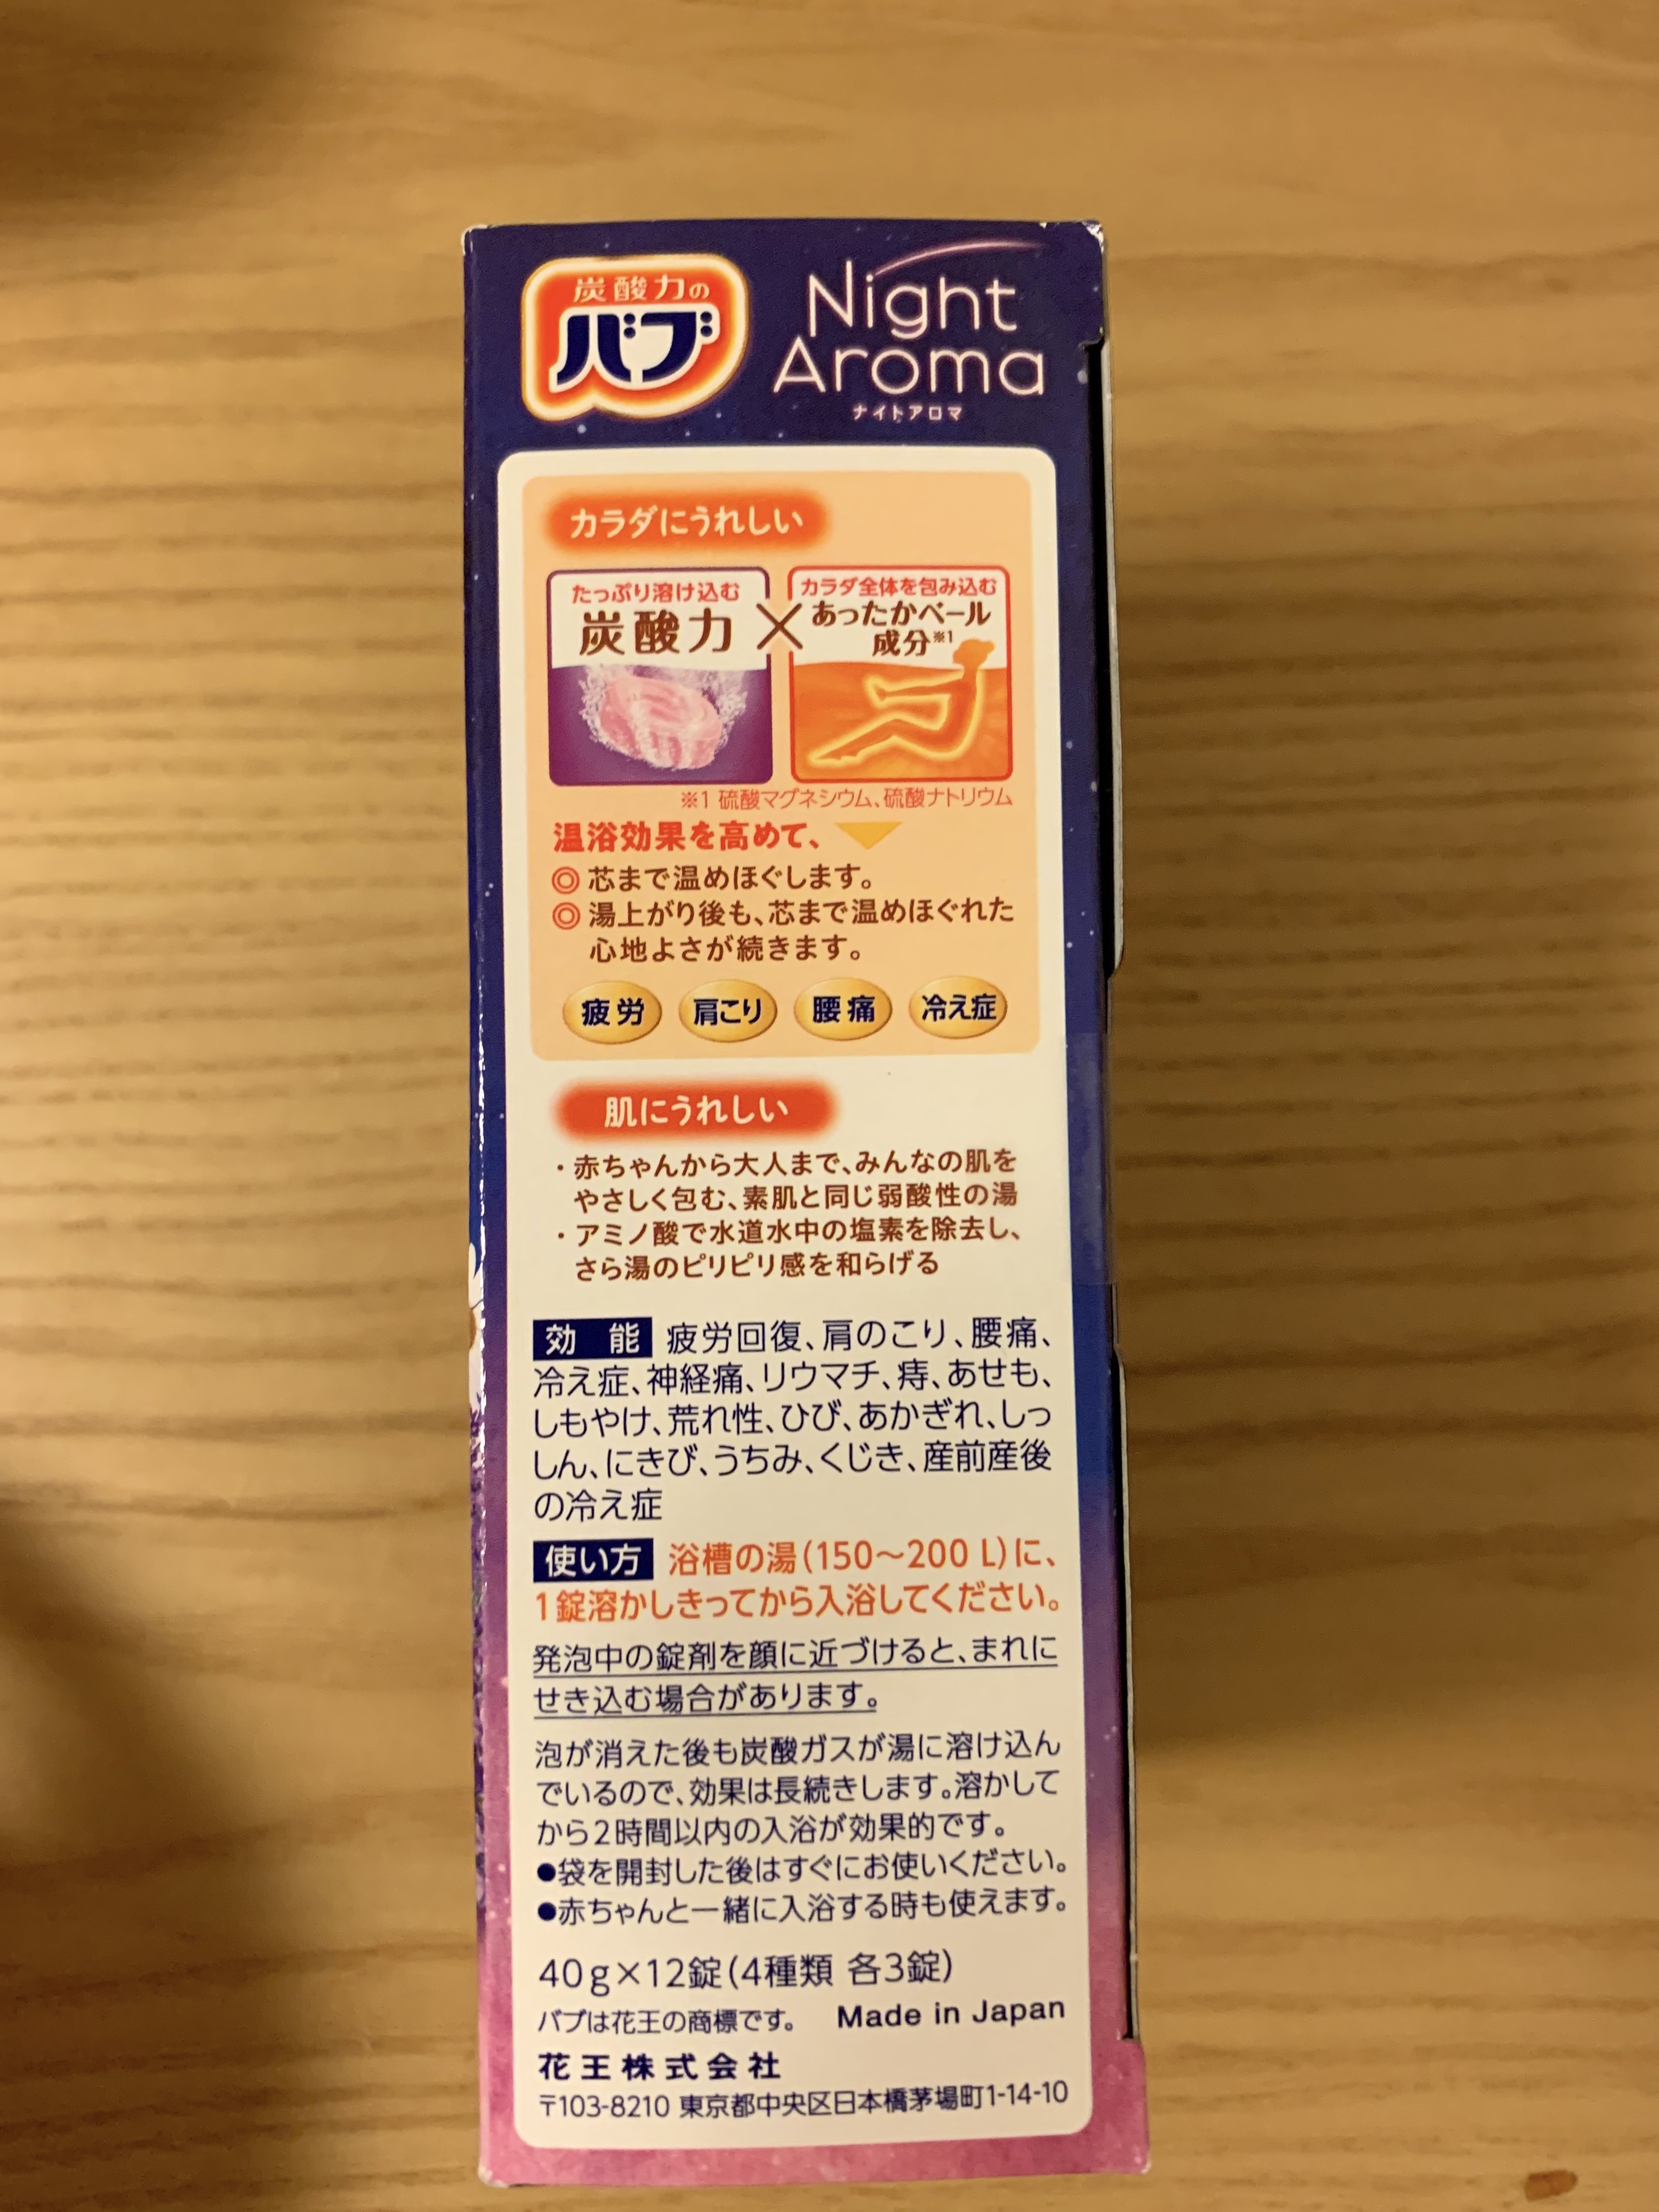 炭酸力の
バブ
Night
Aroma
ナイトアロマ
カラダにうれしい
たっぷり溶け込む
炭酸力
×
カラダ全体を包み込む
あったかベール
成分※1
※1 硫酸マグネシウム、硫酸ナトリウム
温浴効果を高めて、
◎ 芯まで温めほぐします。
◎ 湯上がり後も、芯まで温めほぐれた
心地よさが続きます。
疲労 肩こり 腰痛 冷え症
肌にうれしい
・赤ちゃんから大人まで、みんなの肌を
やさしく包む、素肌と同じ弱酸性の湯
・アミノ酸で水道水中の塩素を除去し、
さら湯のピリピリ感を和らげる
効 能 疲労回復、肩のこり、腰痛、
冷え症、神経痛、リウマチ、痔、あせも、
しもやけ、荒れ性、ひび、あかぎれ、しっ
しん、にきび、うちみ、くじき、産前産後
の冷え症
使い方 浴槽の湯(150〜200 L)に、
1錠溶かしきってから入浴してください。
発泡中の錠剤を顔に近づけると、まれに
せき込む場合があります。
泡が消えた後も炭酸ガスが湯に溶け込ん
でいるので、効果は長続きします。溶かして
から2時間以内の入浴が効果的です。
●袋を開封した後はすぐにお使いください。
●赤ちゃんと一緒に入浴する時も使えます。
40g×12錠(4種類 各3錠)
バブは花王の商標です。 Made in Japan
花王株式会社
〒103-8210 東京都中央区日本橋茅場町1-14-10